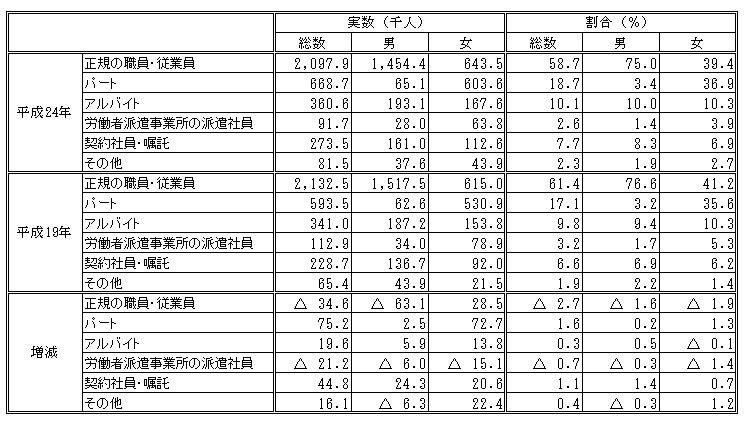 実数（千人） 割合（%）
総数 男 女 総数 男 女
平成24年
正規の職員・従業員 2,097.9 1,454.4 643.5 58.7 75.0 39.4
パート 668.7 65.1 603.6 18.7 3.4 36.9
アルバイト 360.6 193.1 167.6 10.1 10.0 10.3
労働者派遣事業所の派遣社員 91.7 28.0 63.8 2.6 1.4 3.9
契約社員・嘱託 273.5 161.0 112.6 7.7 8.3 6.9
その他 81.5 37.6 43.9 2.3 1.9 2.7
平成19年
正規の職員・従業員 2,132.5 1,517.5 615.0 61.4 76.6 41.2
パート 593.5 62.6 530.9 17.1 3.2 35.6
アルバイト 341.0 187.2 153.8 9.8 9.4 10.3
労働者派遣事業所の派遣社員 112.9 34.0 78.9 3.2 1.7 5.3
契約社員・嘱託 228.7 136.7 92.0 6.6 6.9 6.2
その他 65.4 43.9 21.5 1.9 2.2 1.4
増減
正規の職員・従業員 △ 34.6 △ 63.1 28.5 △ 2.7 △ 1.6 △ 1.9
パート 75.2 2.5 72.7 1.6 0.2 1.3
アルバイト 19.6 5.9 13.8 0.3 0.5 △ 0.1
労働者派遣事業所の派遣社員 △ 21.2 △ 6.0 △ 15.1 △ 0.7 △ 0.3 △ 1.4
契約社員・嘱託 44.8 24.3 20.6 1.1 1.4 0.7
その他 16.1 △ 6.3 22.4 0.4 △ 0.3 1.2